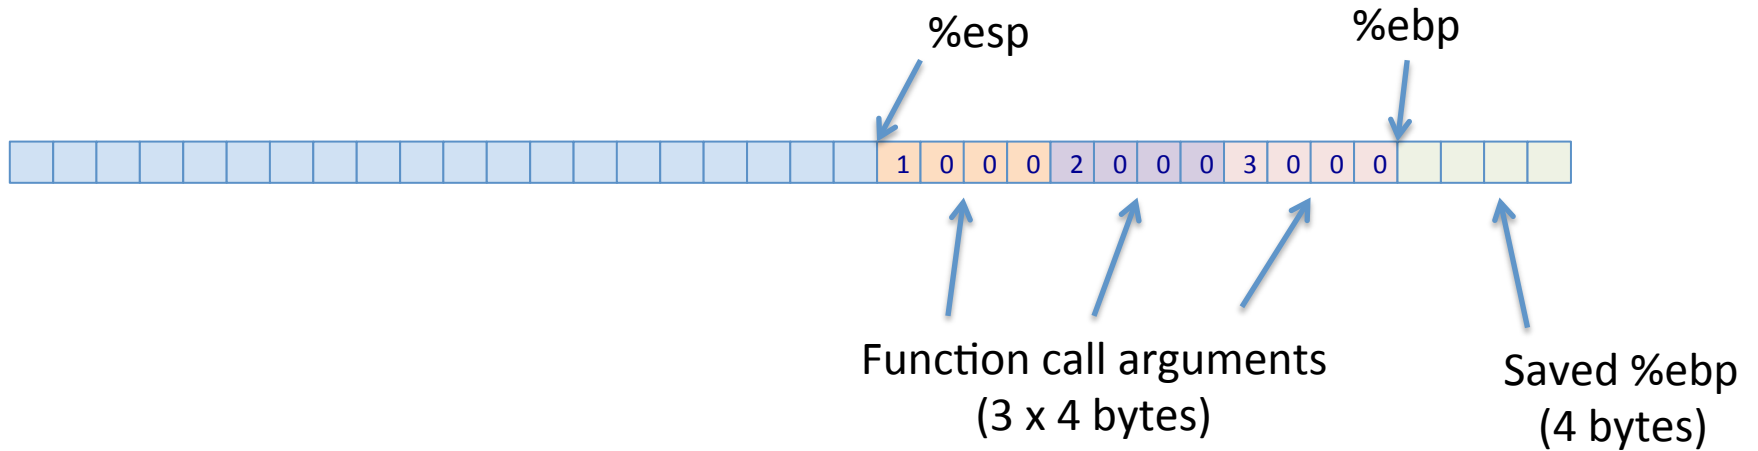 %esp
%ebp
1 0 0 0 2 0 0 0 3 0 0 0
Function call arguments
(3 x 4 bytes)
Saved %ebp
(4 bytes)